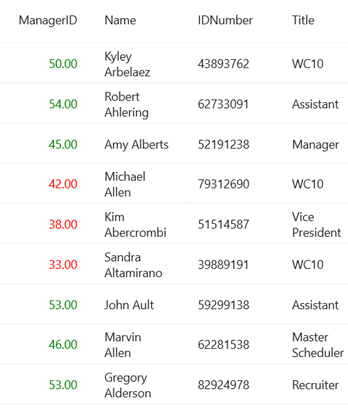 ManagerID Name IDNumber Title
50.00 Kyley Arbelaez 43893762 WC10
54.00 Robert Ahlering 62733091 Assistant
45.00 Amy Alberts 52191238 Manager
42.00 Michael Allen 79312690 WC10
38.00 Kim Abercrombi 51514587 Vice President
33.00 Sandra Altamirano 39889191 WC10
53.00 John Ault 59299138 Assistant
46.00 Marvin Allen 62281538 Master Scheduler
53.00 Gregory Alderson 82924978 Recruiter